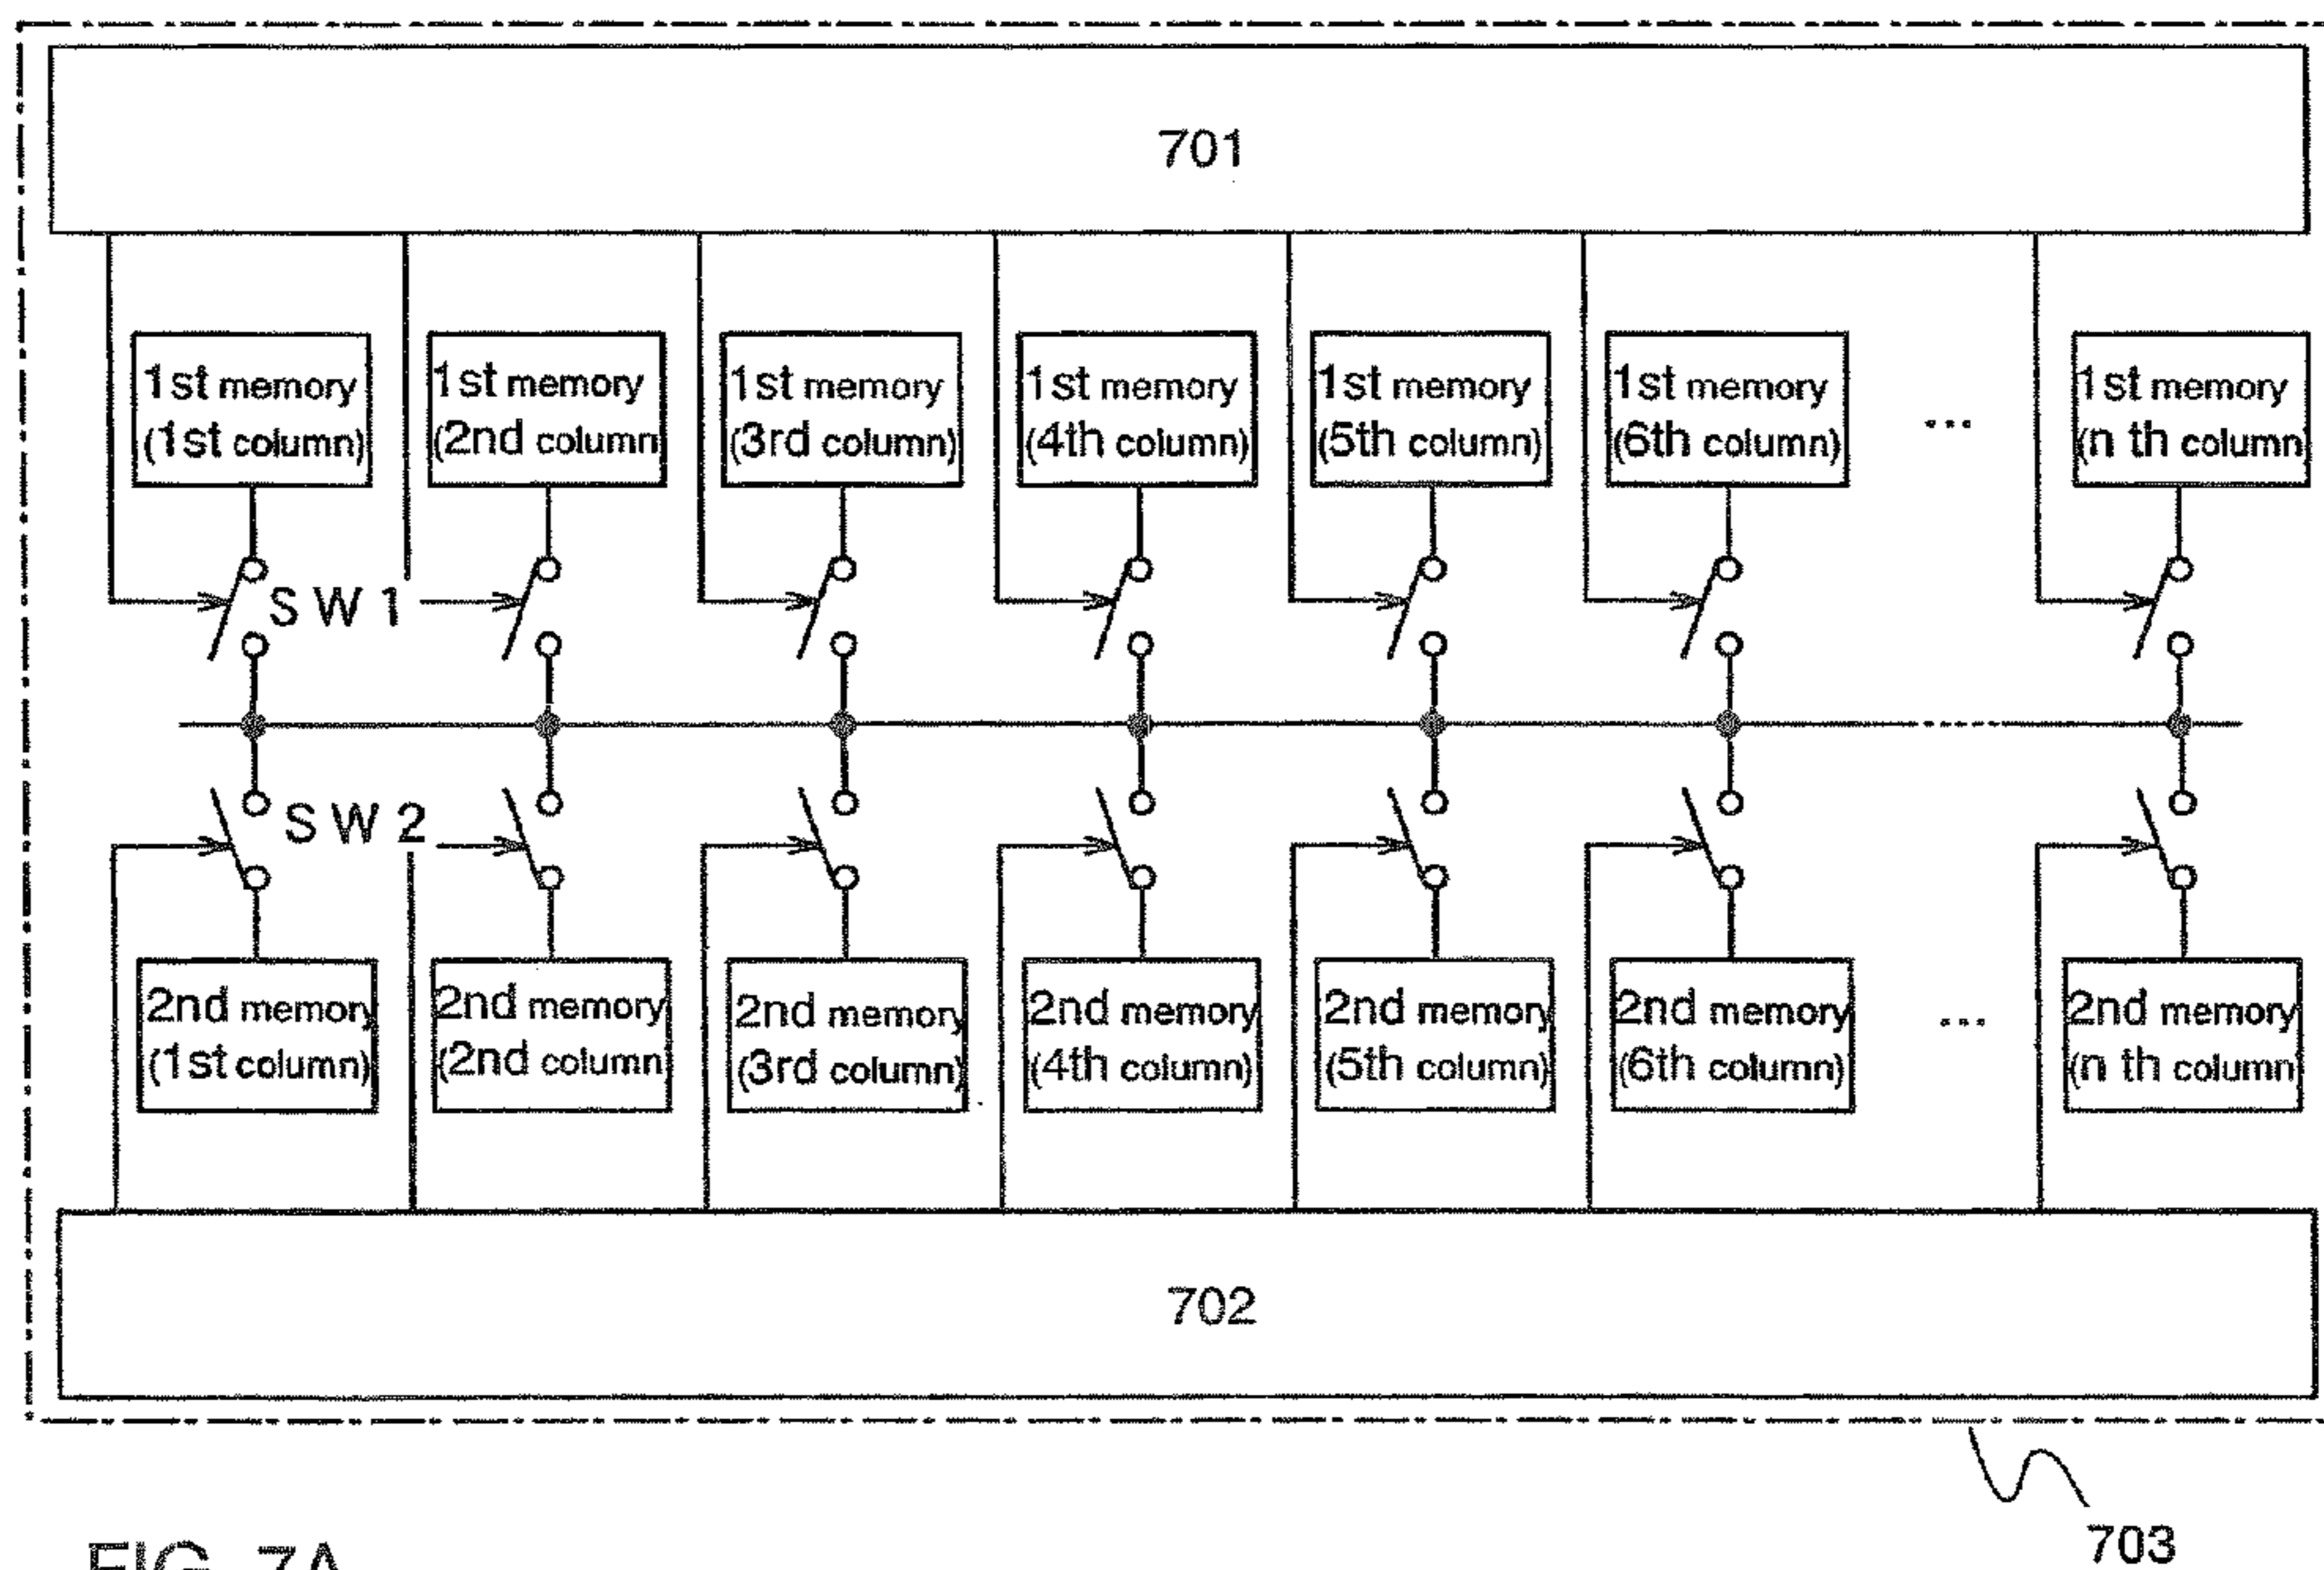 701
1st memory
(1st column)
1st memory
(2nd column
1st memory
(3rd column)
1st memory
(4th column)
1st memory
(5th column)
1st memory
(6th column)
...
1st memory
(n th column)
SW1
SW2
2nd memory
(1st column)
2nd memory
(2nd column)
2nd memory
(3rd column)
2nd memory
(4th column)
2nd memory
(5th column)
2nd memory
(6th column)
...
2nd memory
(n th column
702
703
FIG. 7A